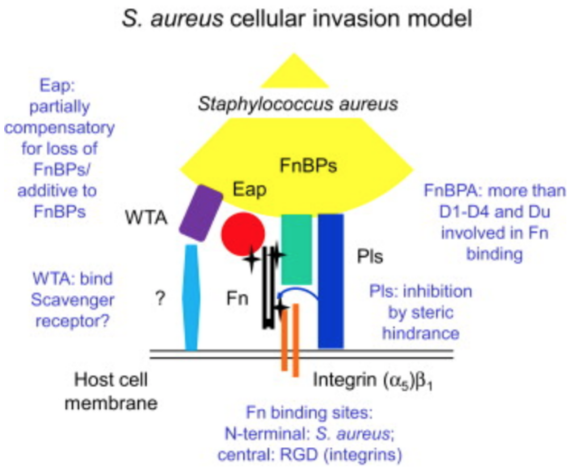 S. aureus cellular invasion model
Eap:
partially
compensatory
for loss of
FnBPs/
additive to
FnBPs
Staphylococcus aureus
FnBPs
Eap
WTA
FnBPA: more than
D1-D4 and Du
involved in Fn
binding
Pls
WTA: bind
Scavenger
receptor?
?
Fn
Pls: inhibition
by steric
hindrance
Host cell
membrane
Integrin (α5)β1
Fn binding sites:
N-terminal: S. aureus;
central: RGD (integrins)